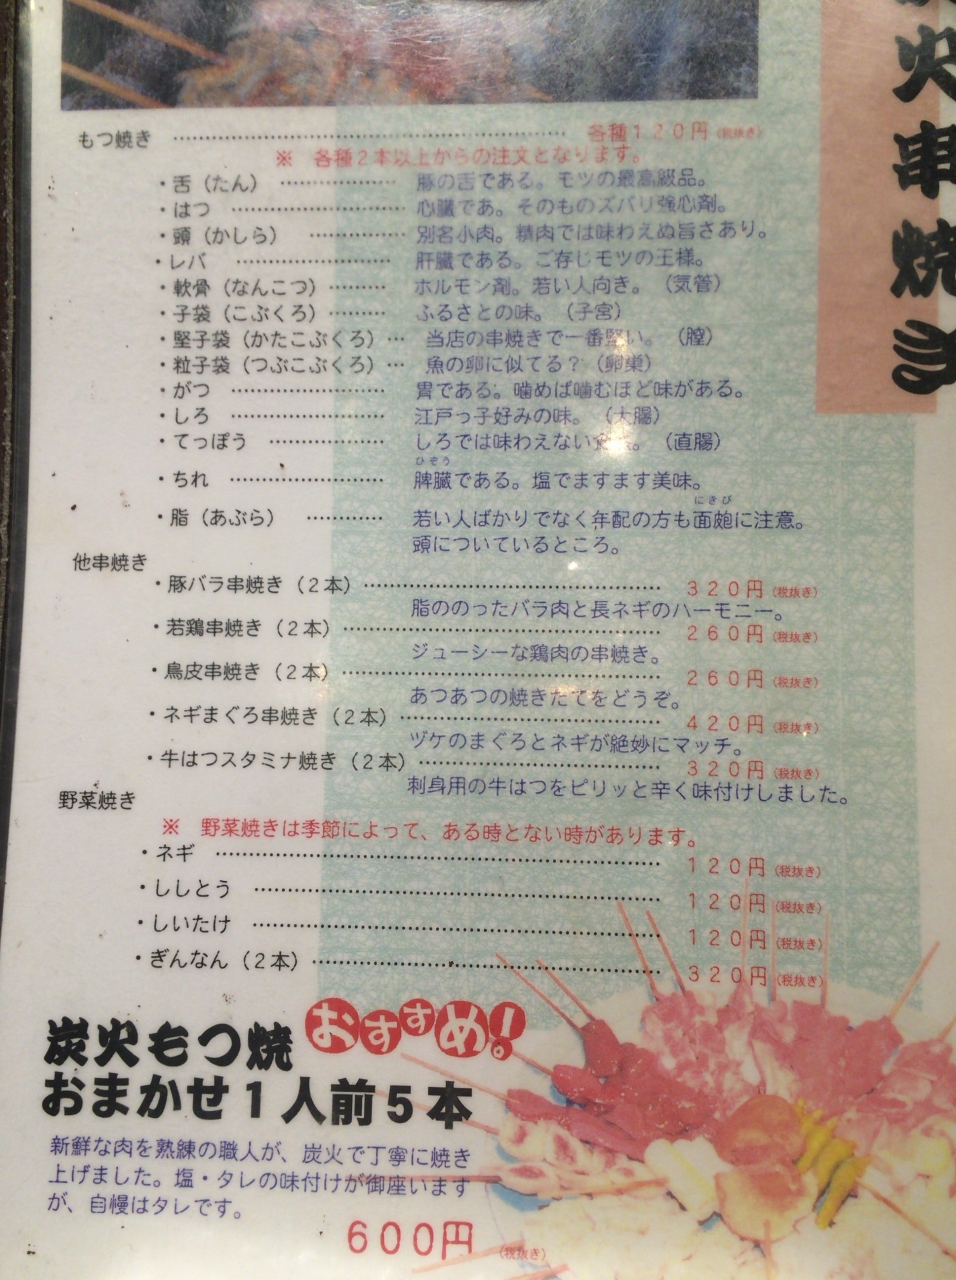 火串焼き
もつ焼き ……… 各種120円(税抜き)
※ 各種2本以上からの注文となります。
・舌(たん) ……… 豚の舌である。モツの最高級品。
・はつ ……… 心臓であ。そのものズバリ強心剤。
・頭(かしら) ……… 別名小肉。精肉では味わえぬ旨さあり。
・レバ ……… 肝臓である。ご存じモツの王様。
・軟骨(なんこつ) ……… ホルモン剤。若い人向き。(気管)
・子袋(こぶくろ) ……… ふるさとの味。(子宮)
・堅子袋(かたこぶくろ) … 当店の串焼きで一番堅い。(膣)
・粒子袋(つぶこぶくろ) … 魚の卵に似てる?(卵巣)
・がつ ……… 胃である。噛めば噛むほど味がある。
・しろ ……… 江戸っ子好みの味。(大腸)
・てっぽう ……… しろでは味わえない。(直腸)
ひぞう
・ちれ ……… 脾臓である。塩でますます美味。
にきび
・脂(あぶら) ……… 若い人ばかりでなく年配の方も面皰に注意。
頭についているところ。
他串焼き
・豚バラ串焼き(2本) ……… 320円(税抜き)
脂ののったバラ肉と長ネギのハーモニー。
・若鶏串焼き(2本) ……… 260円(税抜き)
ジューシーな鶏肉の串焼き。
・鳥皮串焼き(2本) ……… 260円(税抜き)
あつあつの焼きたてをどうぞ。
・ネギまぐろ串焼き(2本) ……… 420円(税抜き)
ヅケのまぐろとネギが絶妙にマッチ。
・牛はつスタミナ焼き(2本) ……… 320円(税抜き)
刺身用の牛はつをピリッと辛く味付けしました。
野菜焼き
※ 野菜焼きは季節によって、ある時とない時があります。
・ネギ ……… 120円(税抜き)
・ししとう ……… 120円(税抜き)
・しいたけ ……… 120円(税抜き)
・ぎんなん(2本) ……… 320円(税抜き)
炭火もつ焼 おすすめ!
おまかせ1人前5本
新鮮な肉を熟練の職人が、炭火で丁寧に焼き
上げました。塩・タレの味付けが御座います
が、自慢はタレです。
600円(税抜き)